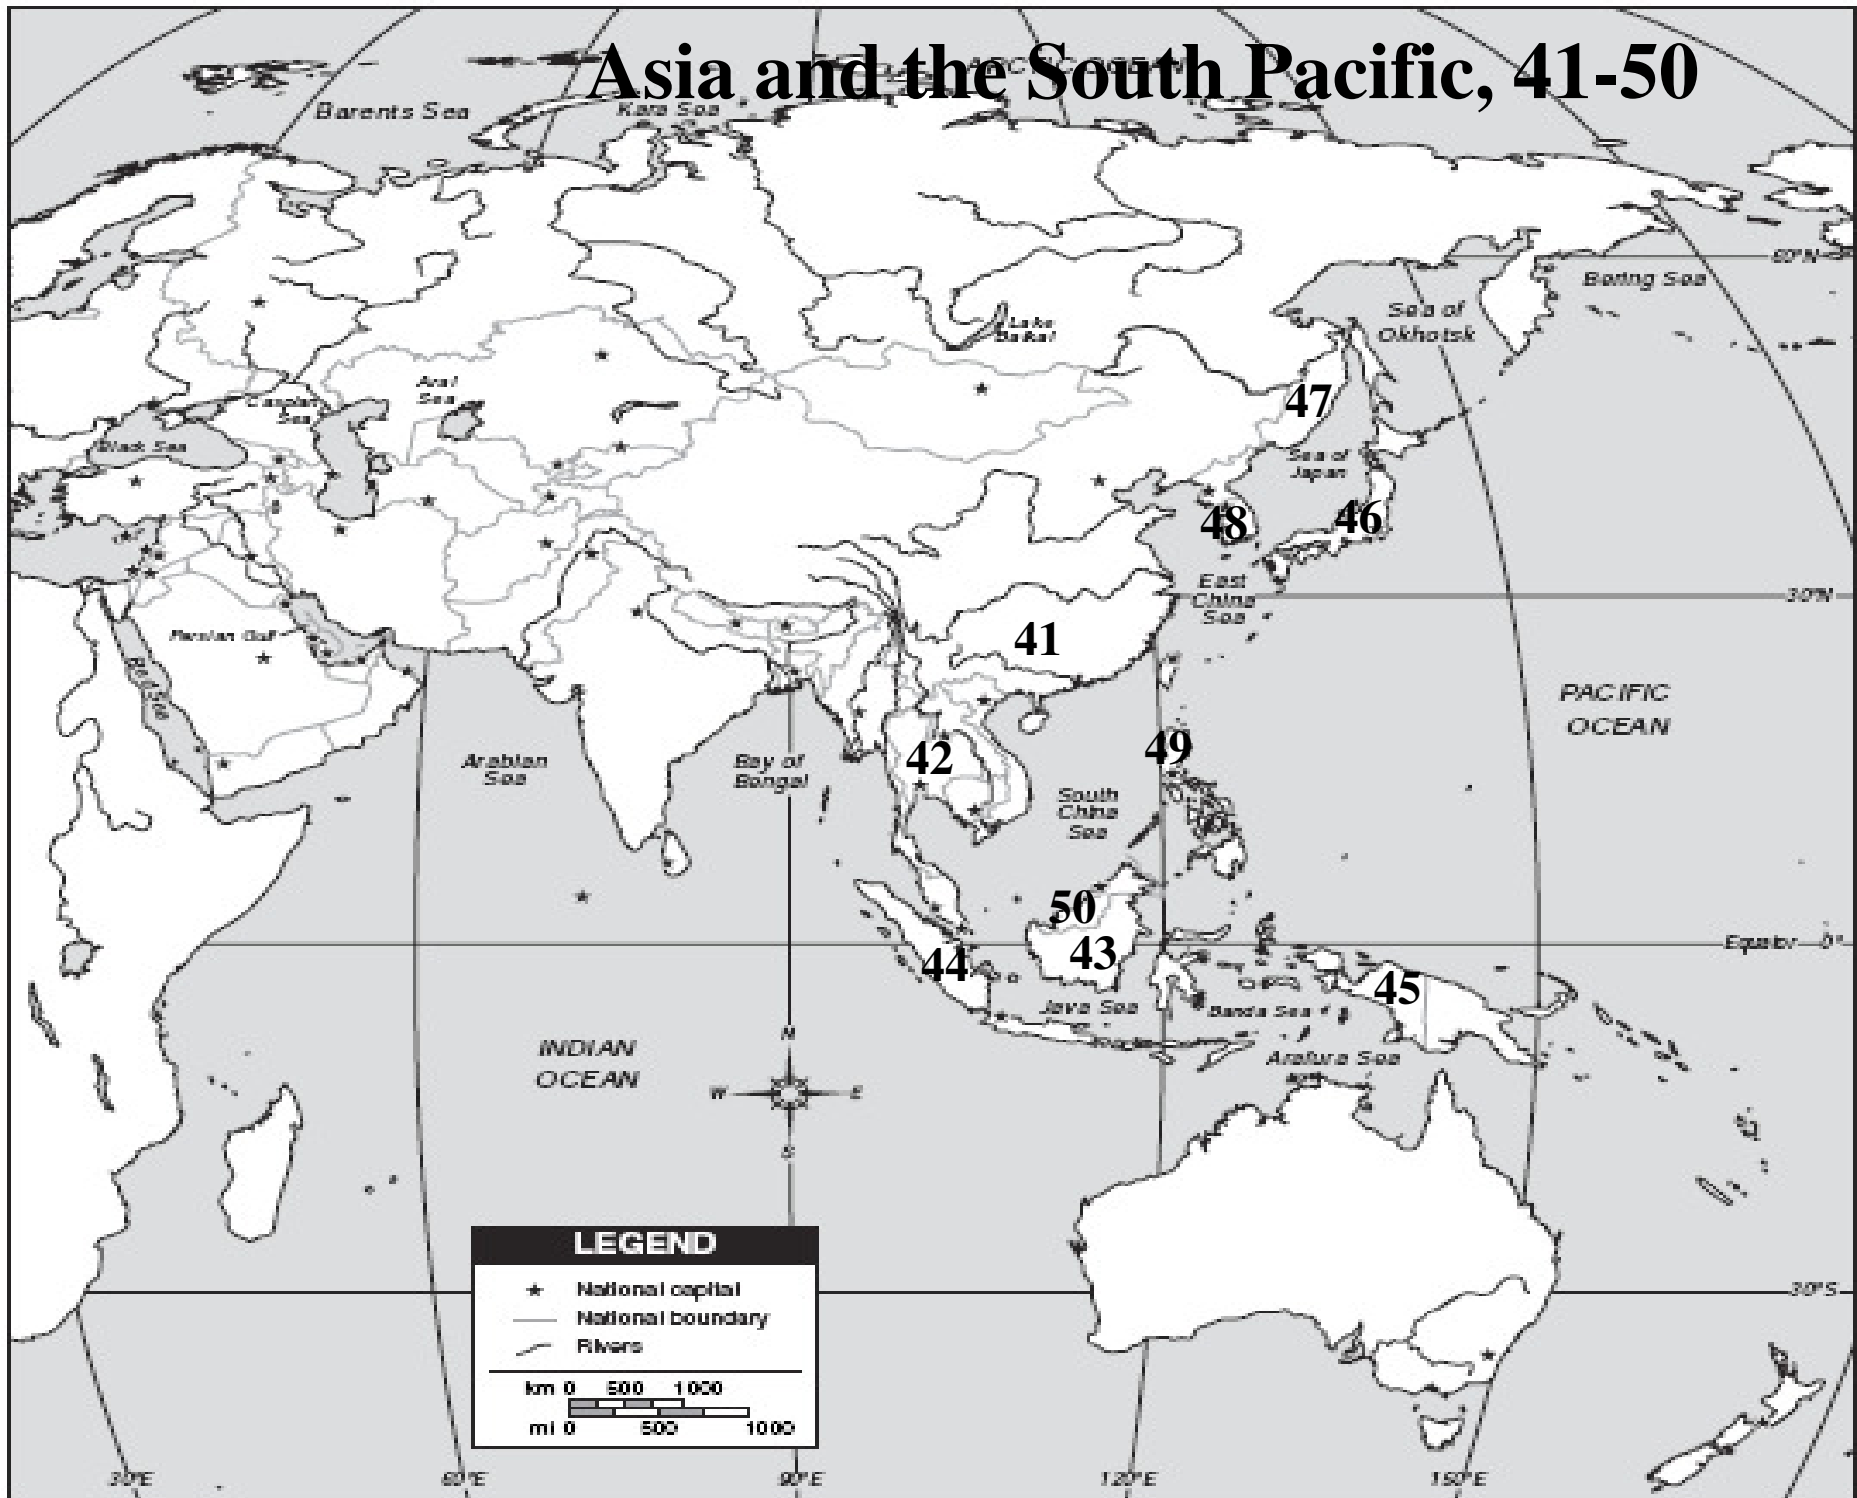 Asia and the South Pacific, 41-50
Barents Sea
Kara Sea
60°N
Bering Sea
Sea of
Okhotsk
Lake
Baikal
Aral
Sea
Caspian
Sea
Black Sea
47
Sea of
Japan
48
46
East
China
Sea
30°N
Persian Gulf
41
Red Sea
PACIFIC
OCEAN
49
42
Arabian
Sea
Bay of
Bengal
South
China
Sea
50
Equator 0°
43
44
45
Java Sea
Banda Sea
INDIAN
OCEAN
Arafura Sea
N
W
E
S
LEGEND
National capital
National boundary
Rivers
km 0 500 1000
mi 0 500 1000
30°S
30°E
60°E
90°E
120°E
150°E